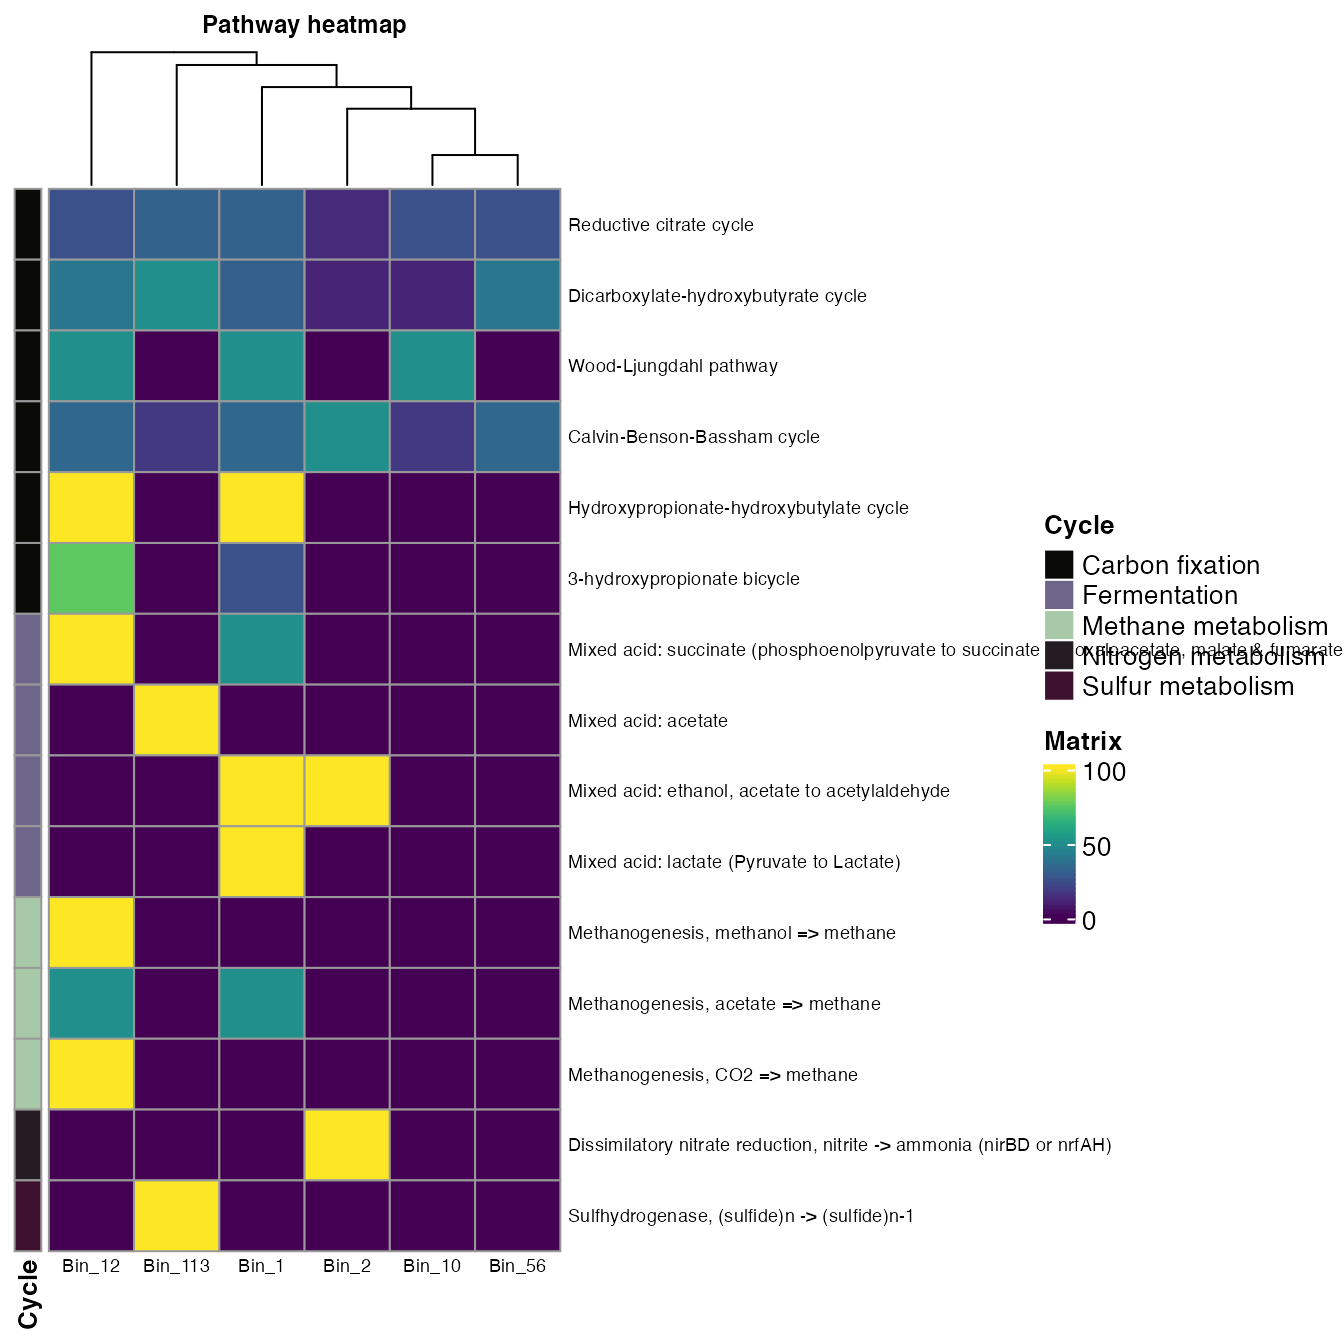 Pathway heatmap
Reductive citrate cycle
Dicarboxylate-hydroxybutyrate cycle
Wood-Ljungdahl pathway
Calvin-Benson-Bassham cycle
Hydroxypropionate-hydroxybutylate cycle
3-hydroxypropionate bicycle
Mixed acid: succinate (phosphoenolpyruvate to succinate oxaloacetate, malate & fumarate
Mixed acid: acetate
Mixed acid: ethanol, acetate to acetylaldehyde
Mixed acid: lactate (Pyruvate to Lactate)
Methanogenesis, methanol => methane
Methanogenesis, acetate => methane
Methanogenesis, CO2 => methane
Dissimilatory nitrate reduction, nitrite -> ammonia (nirBD or nrfAH)
Sulfhydrogenase, (sulfide)n -> (sulfide)n-1
Bin_12 Bin_113 Bin_1 Bin_2 Bin_10 Bin_56
Cycle
Cycle
Carbon fixation
Fermentation
Methane metabolism
Nitrogen metabolism
Sulfur metabolism
Matrix
100
50
0